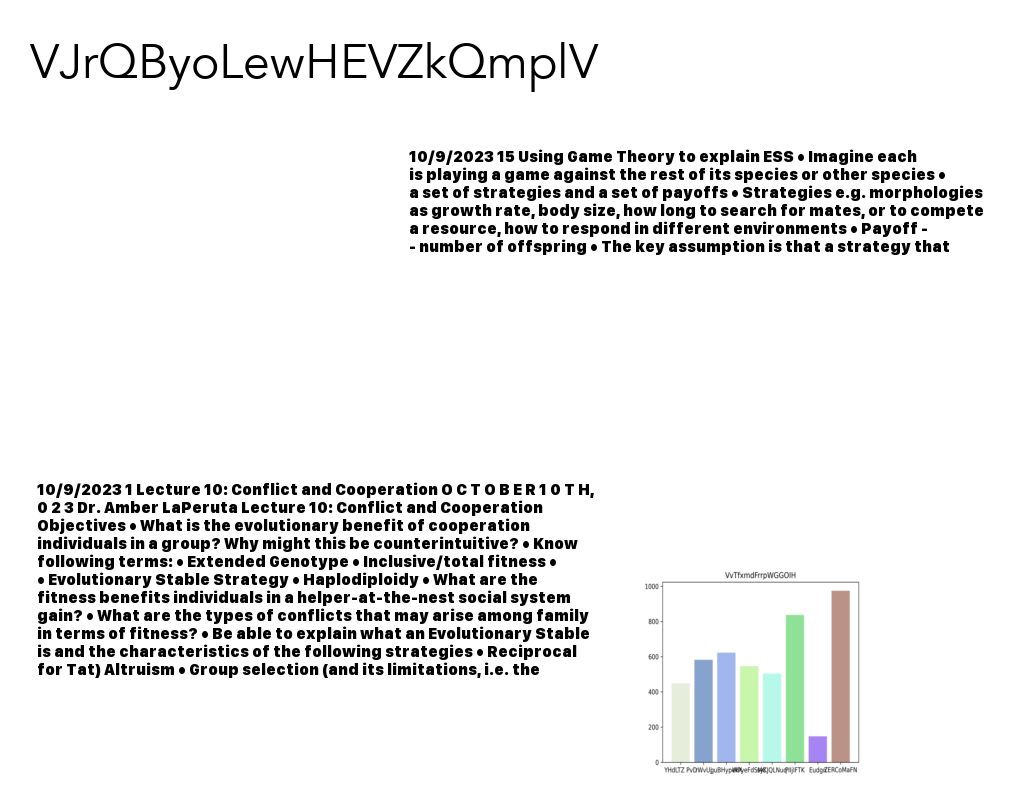 VJrQByoLewHEVZkQmplV
10/9/2023 15 Using Game Theory to explain ESS • Imagine each
is playing a game against the rest of its species or other species •
a set of strategies and a set of payoffs • Strategies e.g. morphologies
as growth rate, body size, how long to search for mates, or to compete
a resource, how to respond in different environments • Payoff -
- number of offspring • The key assumption is that a strategy that
10/9/2023 1 Lecture 10: Conflict and Cooperation O C T O B E R 1 0 T H,
0 2 3 Dr. Amber LaPeruta Lecture 10: Conflict and Cooperation
Objectives • What is the evolutionary benefit of cooperation
individuals in a group? Why might this be counterintuitive? • Know
following terms: • Extended Genotype • Inclusive/total fitness •
• Evolutionary Stable Strategy • Haplodiploidy • What are the
fitness benefits individuals in a helper-at-the-nest social system
gain? • What are the types of conflicts that may arise among family
in terms of fitness? • Be able to explain what an Evolutionary Stable
is and the characteristics of the following strategies • Reciprocal
for Tat) Altruism • Group selection (and its limitations, i.e. the
VvTfxmdFrrpWGGOIH
1000
800
600
400
200
0
YHdLTZ